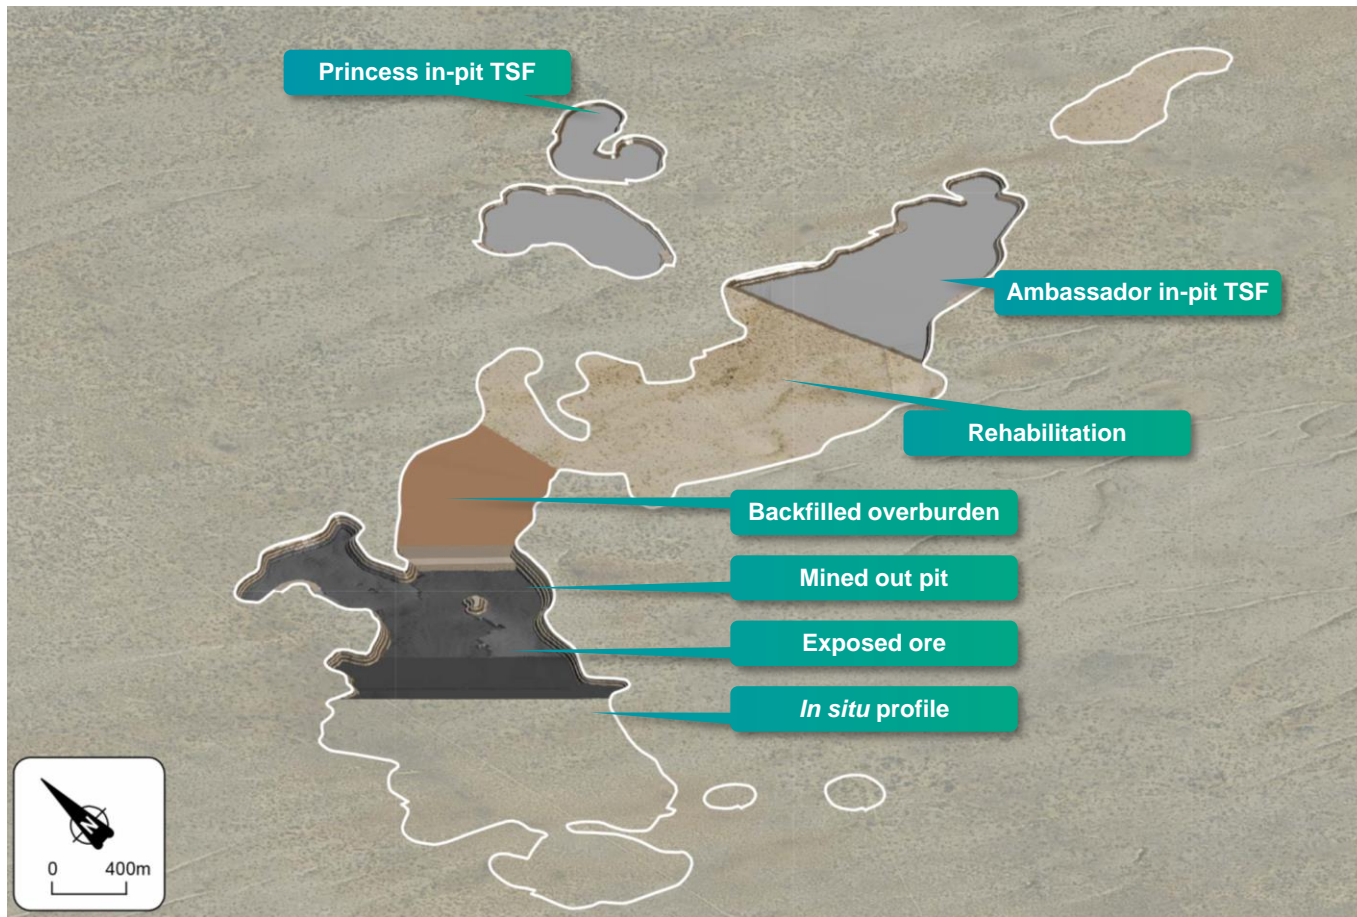 Princess in-pit TSF
Ambassador in-pit TSF
Rehabilitation
Backfilled overburden
Mined out pit
Exposed ore
In situ profile
N
0 400m